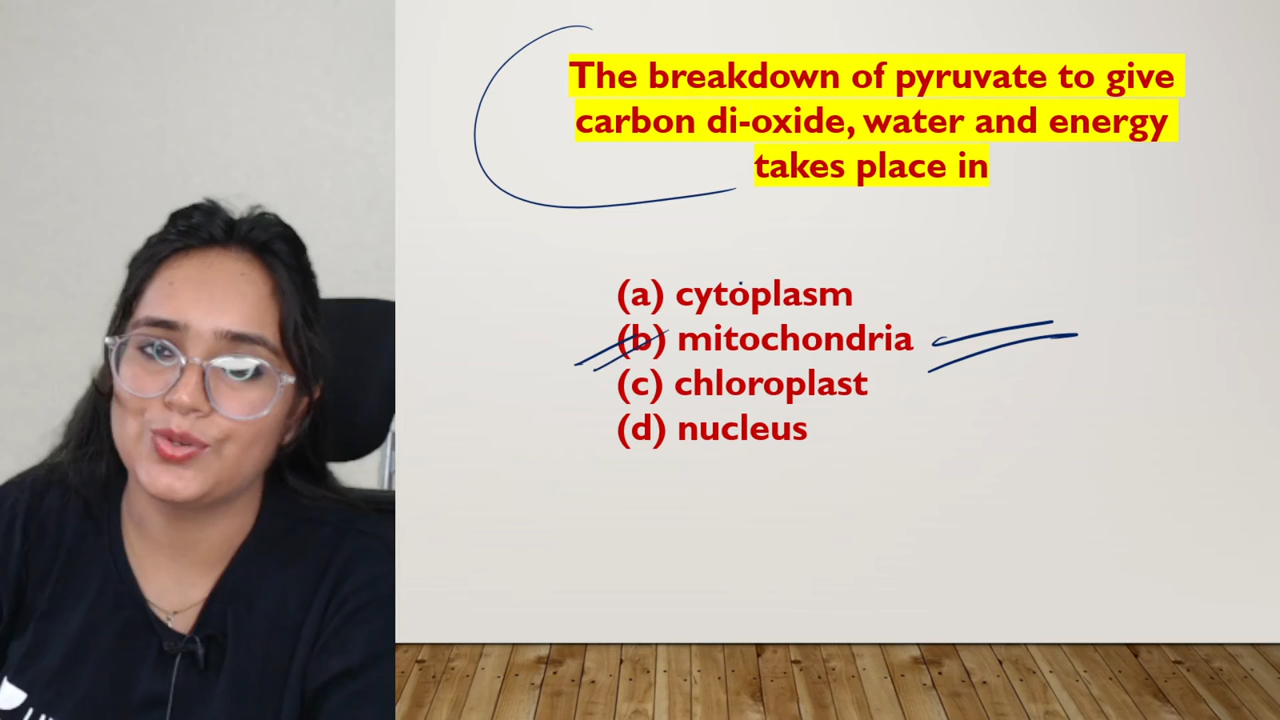 The breakdown of pyruvate to give
carbon di-oxide, water and energy
takes place in
(a) cytoplasm
(b) mitochondria
(c) chloroplast
(d) nucleus